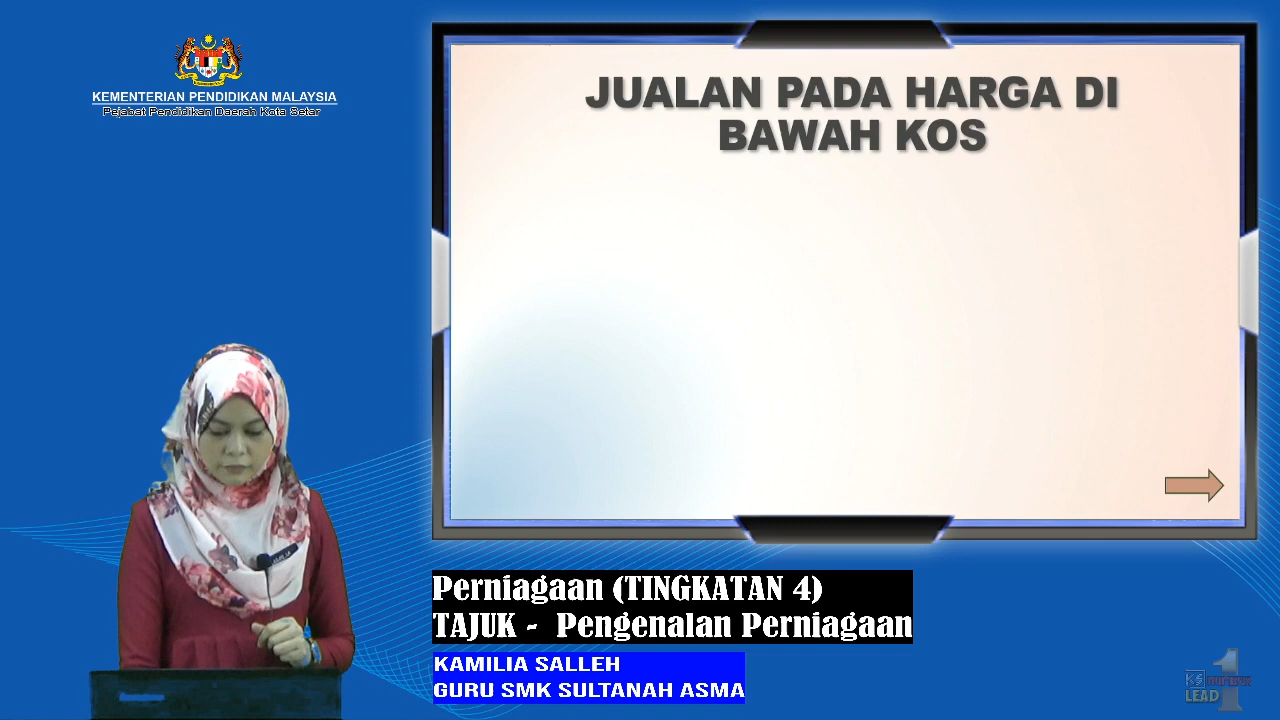 KEMENTERIAN PENDIDIKAN MALAYSIA
Pejabat Pendidikan Daerah Kota Setar
JUALAN PADA HARGA DI
BAWAH KOS
Perniagaan (TINGKATAN 4)
TAJUK - Pengenalan Perniagaan
KAMILIA SALLEH
GURU SMK SULTANAH ASMA
LEAD